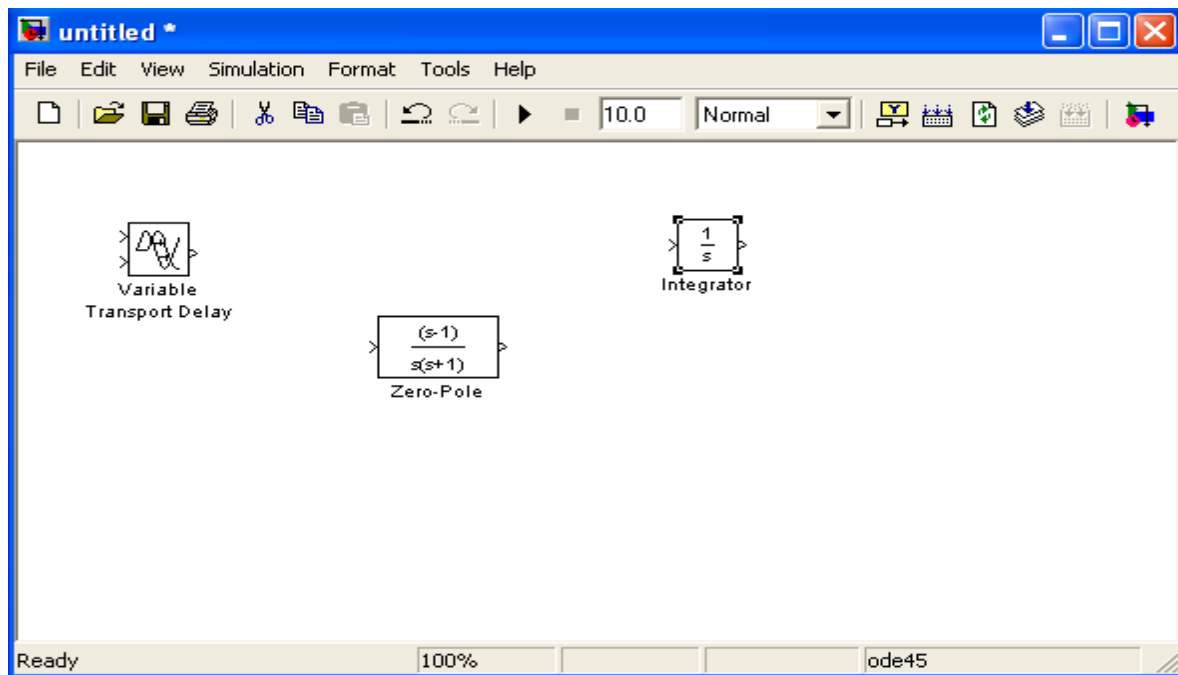 untitled *
File Edit View Simulation Format Tools Help
10.0 Normal
Variable
Transport Delay
1
s
Integrator
(s-1)
s(s+1)
Zero-Pole
Ready 100% ode45